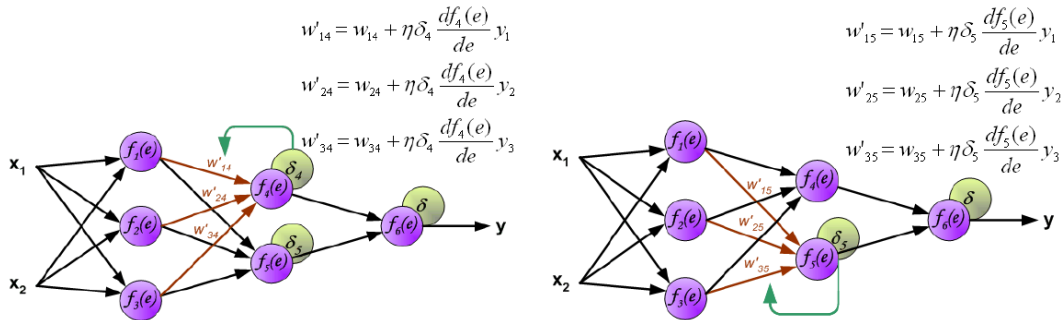 w'₁₄ = w₁₄ + ηδ₄ df₄(e)/de y₁
w'₂₄ = w₂₄ + ηδ₄ df₄(e)/de y₂
w'₃₄ = w₃₄ + ηδ₄ df₄(e)/de y₃
x₁
x₂
f₁(e)
f₂(e)
f₃(e)
w'₁₄
w'₂₄
w'₃₄
f₄(e)
δ₄
f₅(e)
δ₅
f₆(e)
δ
y
w'₁₅ = w₁₅ + ηδ₅ df₅(e)/de y₁
w'₂₅ = w₂₅ + ηδ₅ df₅(e)/de y₂
w'₃₅ = w₃₅ + ηδ₅ df₅(e)/de y₃
x₁
x₂
f₁(e)
f₂(e)
f₃(e)
w'₁₅
w'₂₅
w'₃₅
f₄(e)
f₅(e)
δ₅
f₆(e)
δ
y